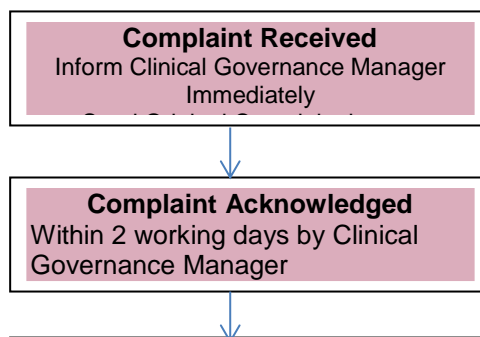 Complaint Received
Inform Clinical Governance Manager
Immediately
Complaint Acknowledged
Within 2 working days by Clinical
Governance Manager